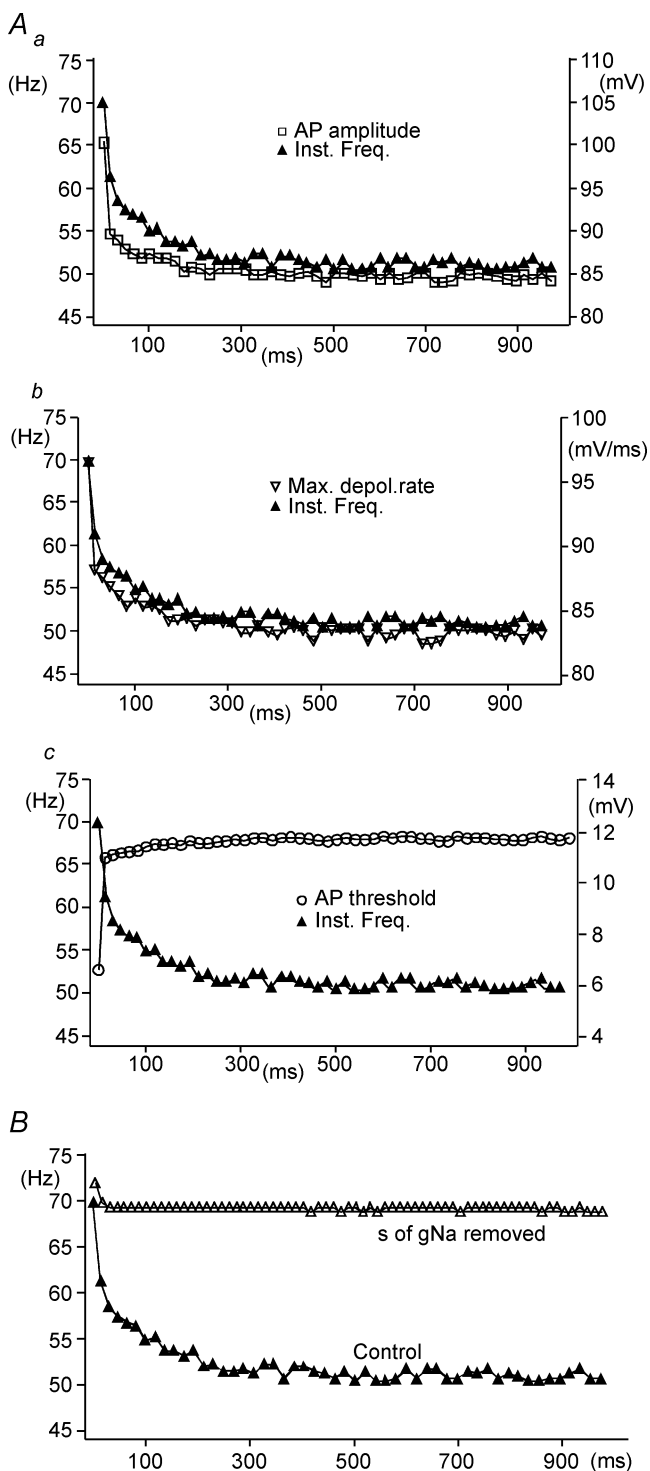 A
a
75
(Hz)
70
65
60
55
50
45
110
(mV)
105
100
95
90
85
80
AP amplitude
Inst. Freq.
100 300 500 700 900
(ms)
b
75
(Hz)
70
65
60
55
50
45
100
(mV/ms)
95
90
85
80
Max. depol.rate
Inst. Freq.
100 300 500 700 900
(ms)
c
75
(Hz)
70
65
60
55
50
45
14
(mV)
12
10
8
6
4
AP threshold
Inst. Freq.
100 300 500 700 900
(ms)
B
75
(Hz)
70
65
60
55
50
45
s of gNa removed
Control
100 300 500 700 900 (ms)